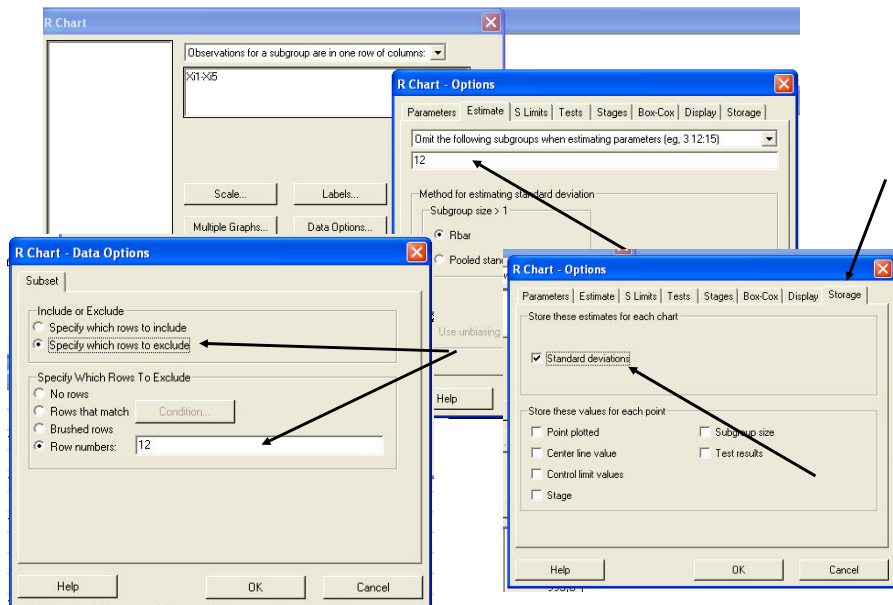 R Chart
Observations for a subgroup are in one row of columns:
Xi1-Xi5
Scale...
Labels...
Multiple Graphs...
Data Options...
R Chart - Options
Parameters Estimate S Limits Tests Stages Box-Cox Display Storage
Omit the following subgroups when estimating parameters (eg, 3 12:15)
12
Method for estimating standard deviation
Subgroup size > 1
Rbar
Pooled
Use unbiasing
Help
R Chart - Data Options
Subset
Include or Exclude
Specify which rows to include
Specify which rows to exclude
Specify Which Rows To Exclude
No rows
Rows that match
Condition...
Brushed rows
Row numbers:
12
Help
OK
Cancel
R Chart - Options
Parameters Estimate S Limits Tests Stages Box-Cox Display Storage
Store these estimates for each chart
Standard deviations
Store these values for each point
Point plotted
Subgroup size
Center line value
Test results
Control limit values
Stage
Help
OK
Cancel